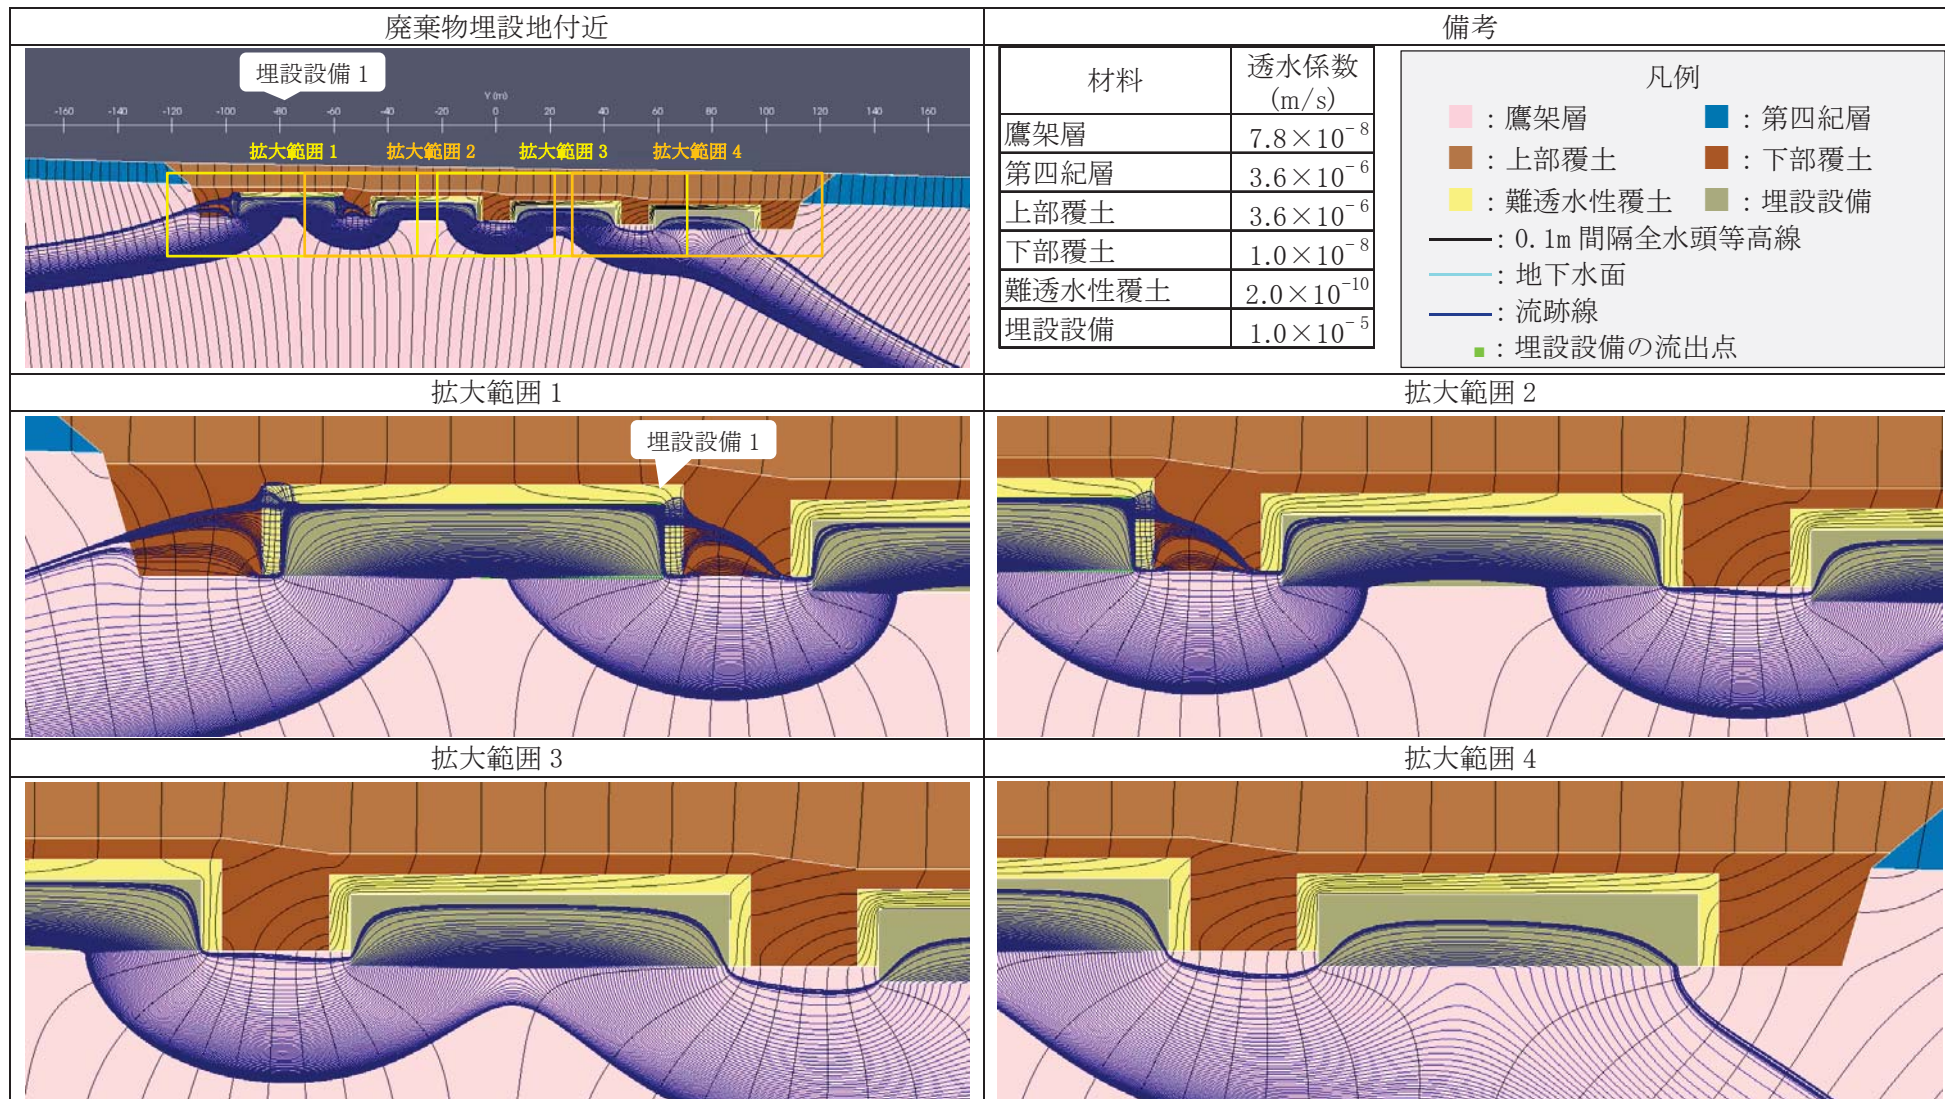 廃棄物埋設地付近
備考
埋設設備 1
Y (m)
-160 -140 -120 -100 -80 -60 -40 -20 0 20 40 60 80 100 120 140 160
拡大範囲 1 拡大範囲 2 拡大範囲 3 拡大範囲 4
材料 透水係数 (m/s)
鷹架層 7.8×10⁻⁸
第四紀層 3.6×10⁻⁶
上部覆土 3.6×10⁻⁶
下部覆土 1.0×10⁻⁸
難透水性覆土 2.0×10⁻¹⁰
埋設設備 1.0×10⁻⁵
凡例
：鷹架層 ：第四紀層
：上部覆土 ：下部覆土
：難透水性覆土 ：埋設設備
：0.1m 間隔全水頭等高線
：地下水面
：流跡線
：埋設設備の流出点
拡大範囲 1
拡大範囲 2
埋設設備 1
拡大範囲 3
拡大範囲 4